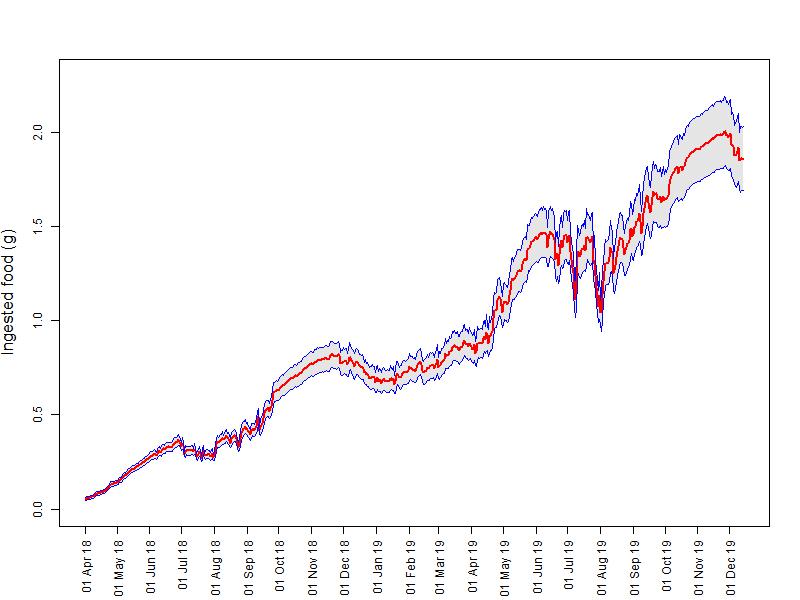 Ingested food (g)
2.0
1.5
1.0
0.5
0.0
01 Apr 18
01 May 18
01 Jun 18
01 Jul 18
01 Aug 18
01 Sep 18
01 Oct 18
01 Nov 18
01 Dec 18
01 Jan 19
01 Feb 19
01 Mar 19
01 Apr 19
01 May 19
01 Jun 19
01 Jul 19
01 Aug 19
01 Sep 19
01 Oct 19
01 Nov 19
01 Dec 19